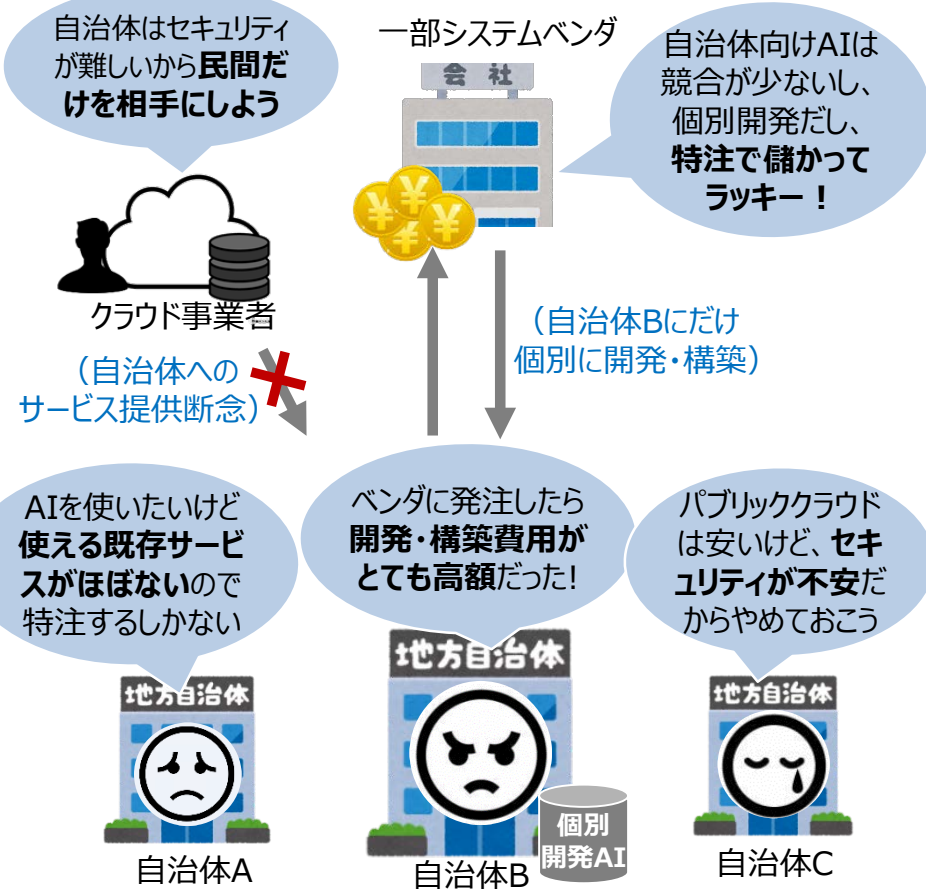 自治体はセキュリティ
が難しいから民間だ
けを相手にしよう
一部システムベンダ
会社
自治体向けAIは
競合が少ないし、
個別開発だし、
特注で儲かって
ラッキー！
クラウド事業者
（自治体への
サービス提供断念）
（自治体Bにだけ
個別に開発・構築）
AIを使いたいけど
使える既存サービ
スがほぼないので
特注するしかない
ベンダに発注したら
開発・構築費用が
とても高額だった!
パブリッククラウド
は安いけど、セキ
ュリティが不安だ
からやめておこう
地方自治体
地方自治体
地方自治体
個別
開発AI
自治体A
自治体B
自治体C